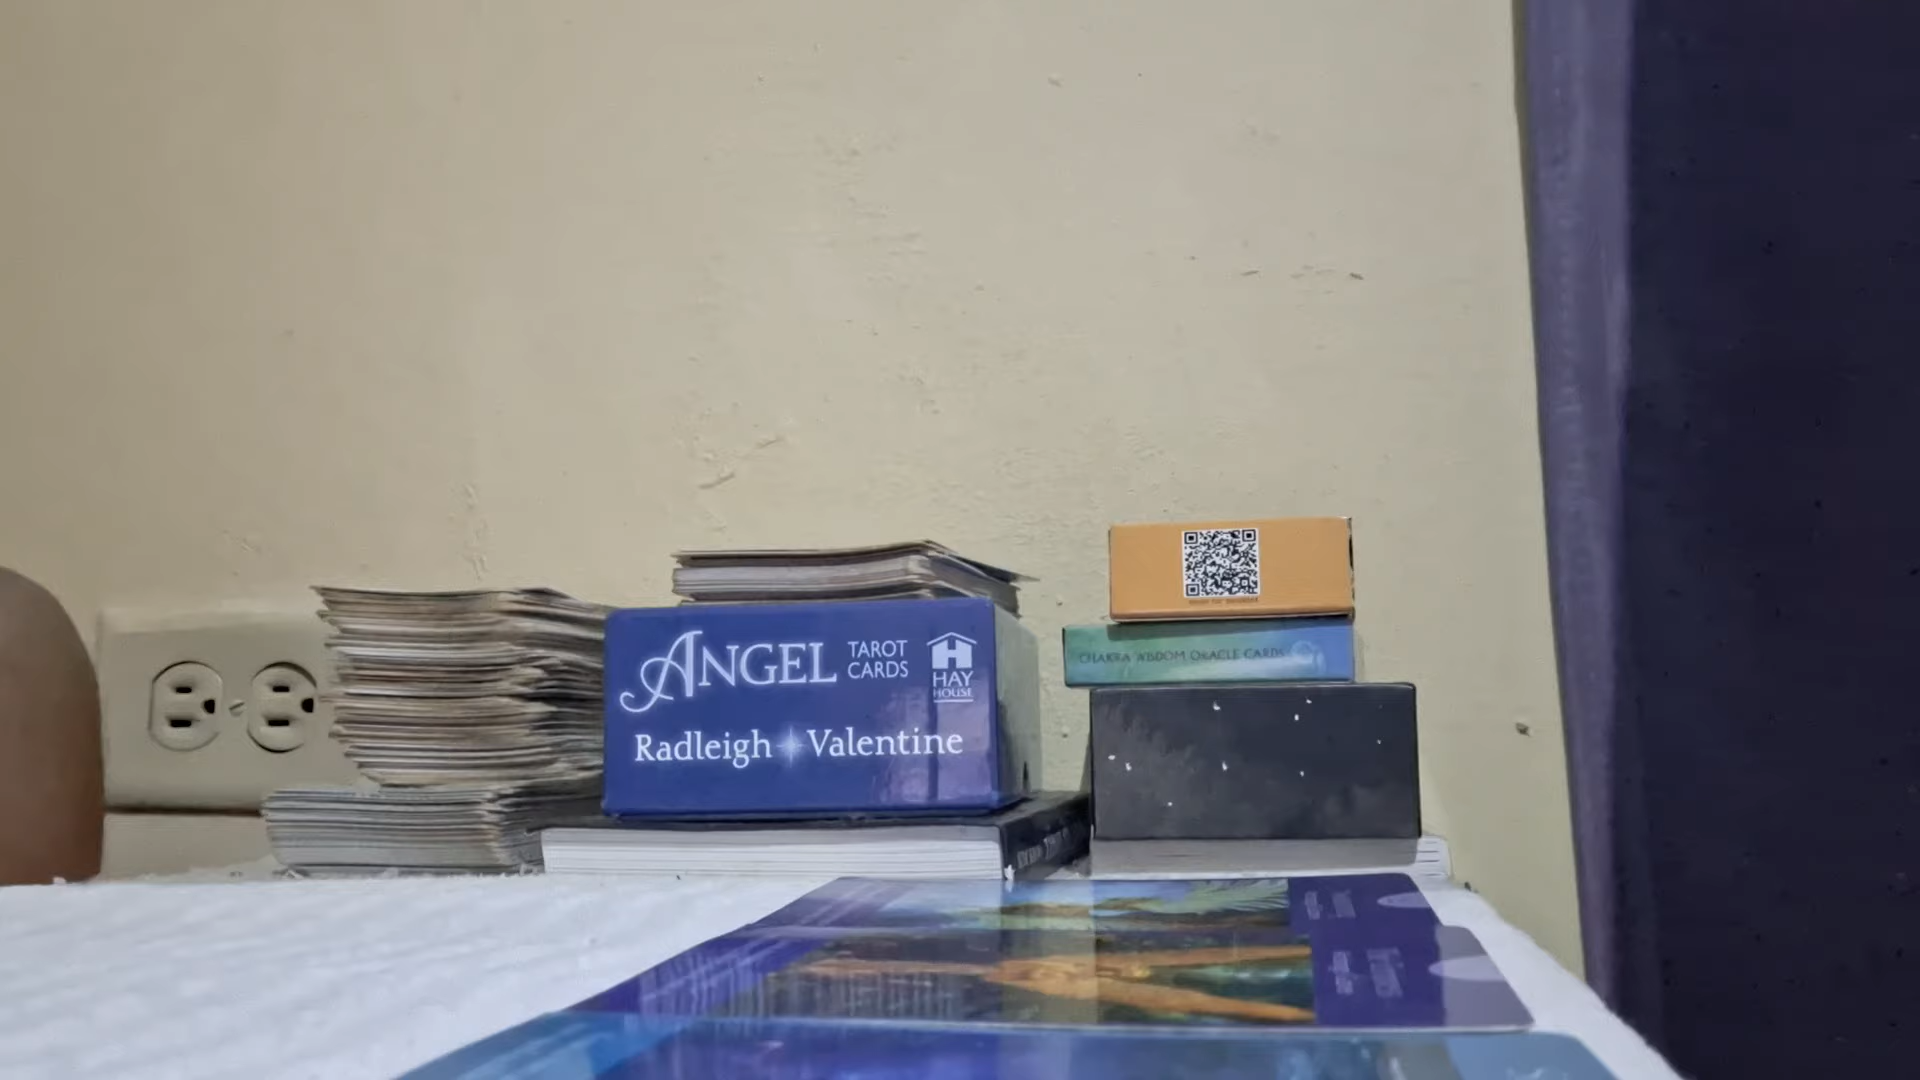 ANGEL TAROT CARDS
HAY HOUSE
Radleigh Valentine
CHAKRA WISDOM ORACLE CARDS